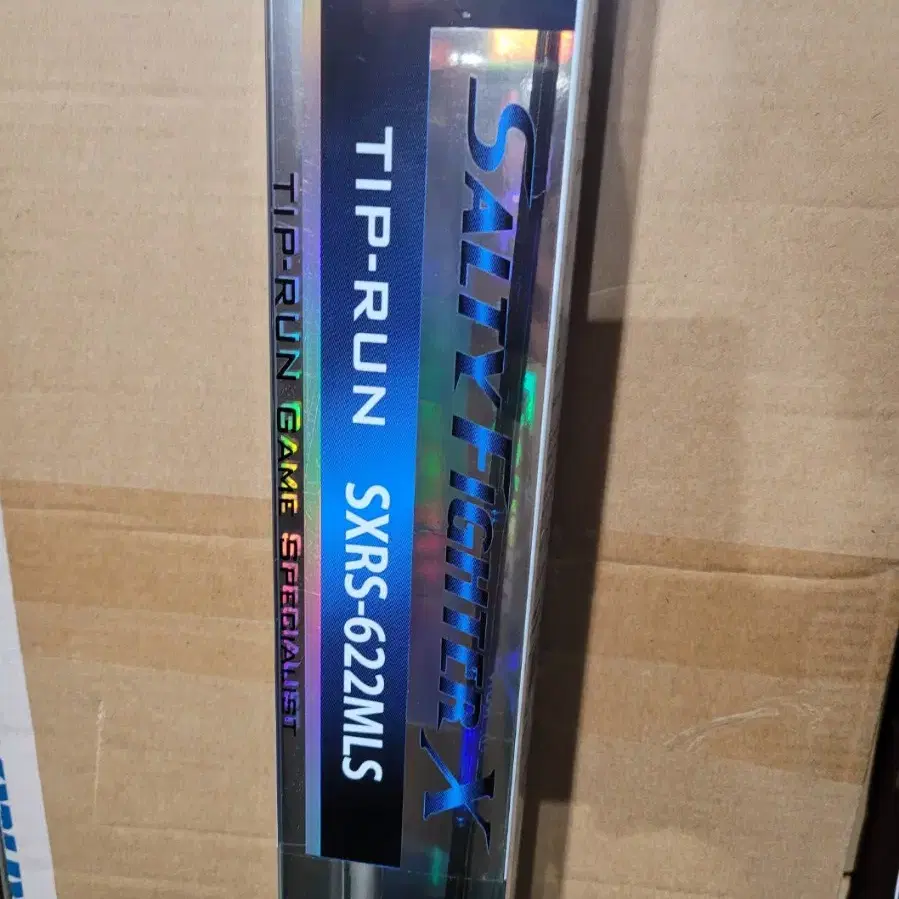 SALTY FIGHTER X
TIP-RUN SXRS-622MLS
TIP-RUN GAME SPECIALIST